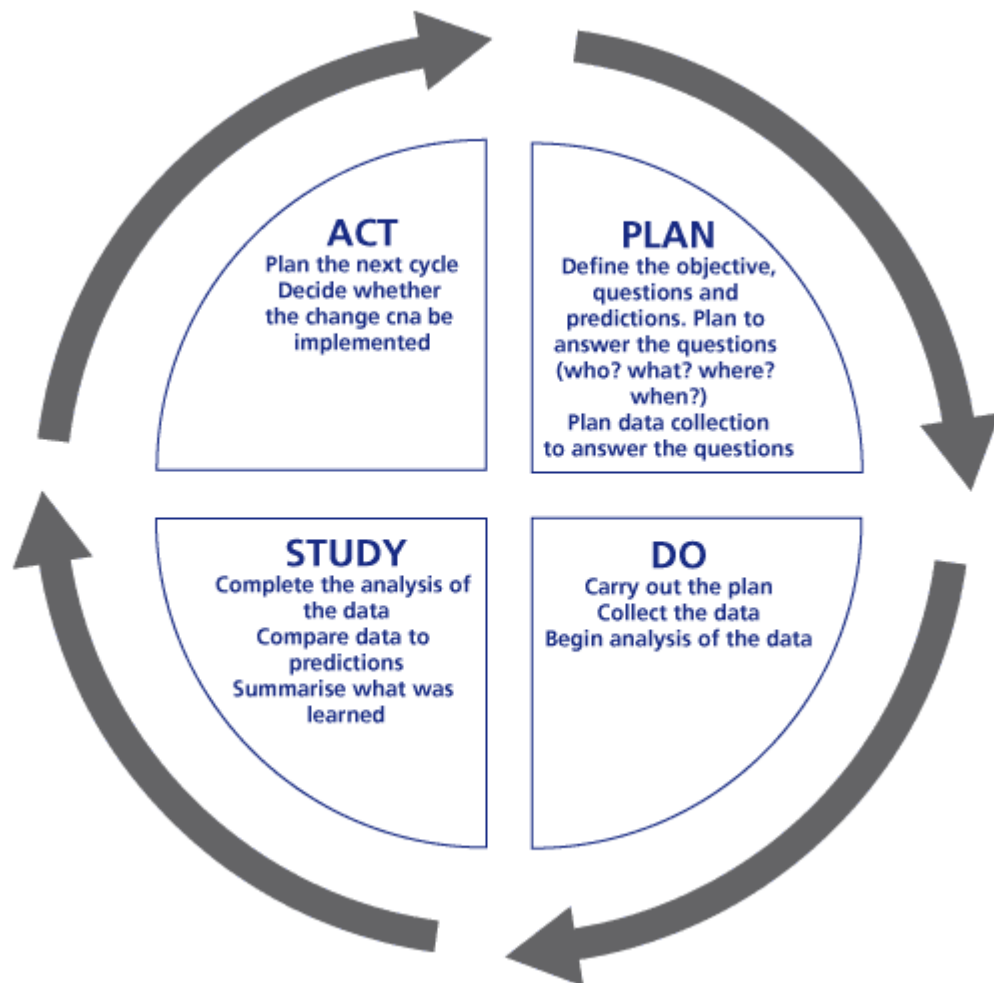 ACT
Plan the next cycle
Decide whether
the change cna be
implemented
PLAN
Define the objective,
questions and
predictions. Plan to
answer the questions
(who? what? where?
when?)
Plan data collection
to answer the questions
STUDY
Complete the analysis of
the data
Compare data to
predictions
Summarise what was
learned
DO
Carry out the plan
Collect the data
Begin analysis of the data